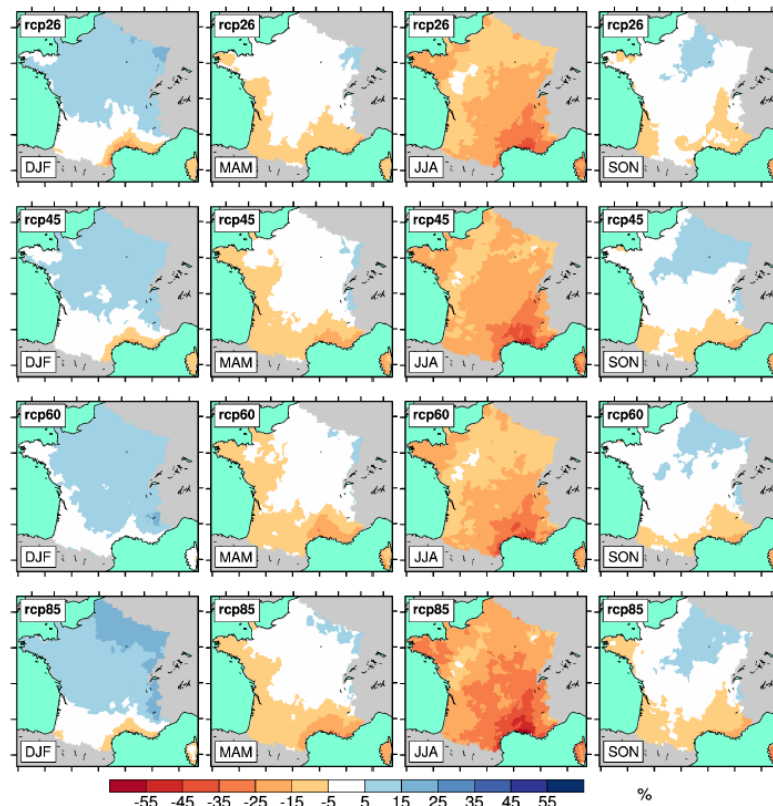 rcp26 rcp26 rcp26 rcp26
DJF MAM JJA SON
rcp45 rcp45 rcp45 rcp45
DJF MAM JJA SON
rcp60 rcp60 rcp60 rcp60
DJF MAM JJA SON
rcp85 rcp85 rcp85 rcp85
DJF MAM JJA SON
-55 -45 -35 -25 -15 -5 5 15 25 35 45 55 %